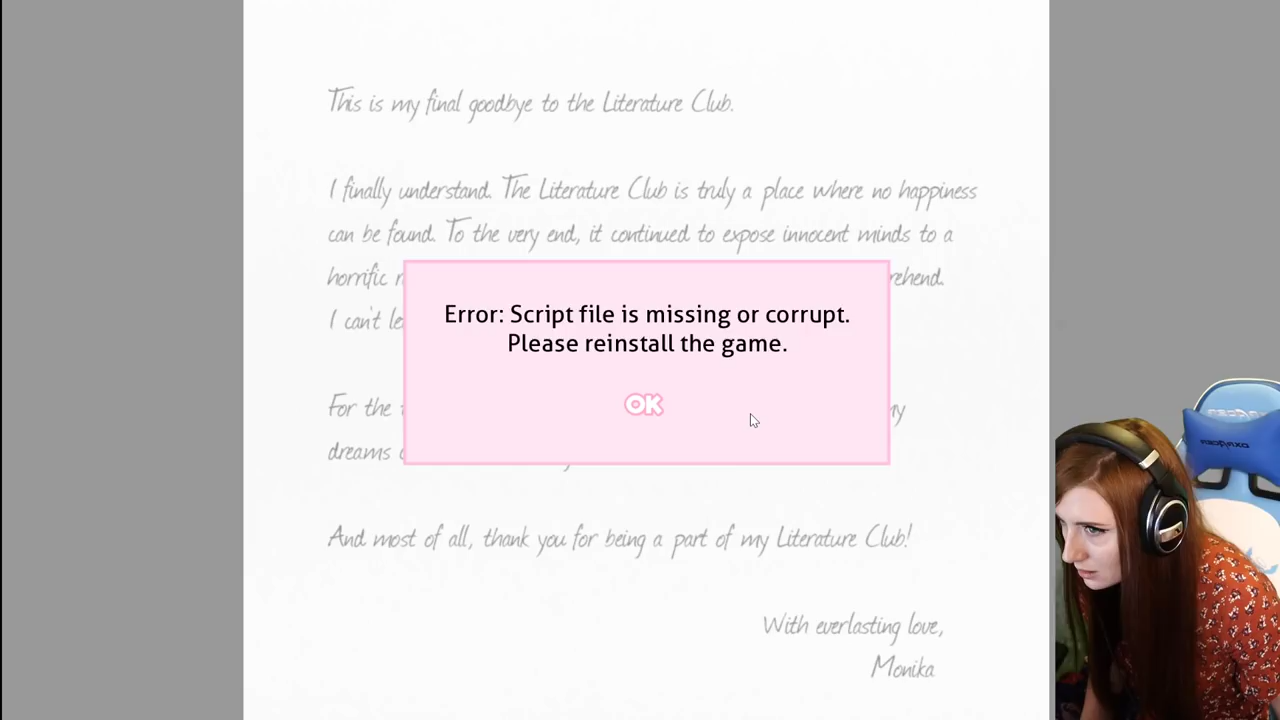 This is my final goodbye to the Literature Club.
I finally understand. The Literature Club is truly a place where no happiness
can be found. To the very end, it continued to expose innocent minds to a
horrific
I can't
Error: Script file is missing or corrupt.
Please reinstall the game.
OK
For the
dreams
And most of all, thank you for being a part of my Literature Club!
With everlasting love,
Monika